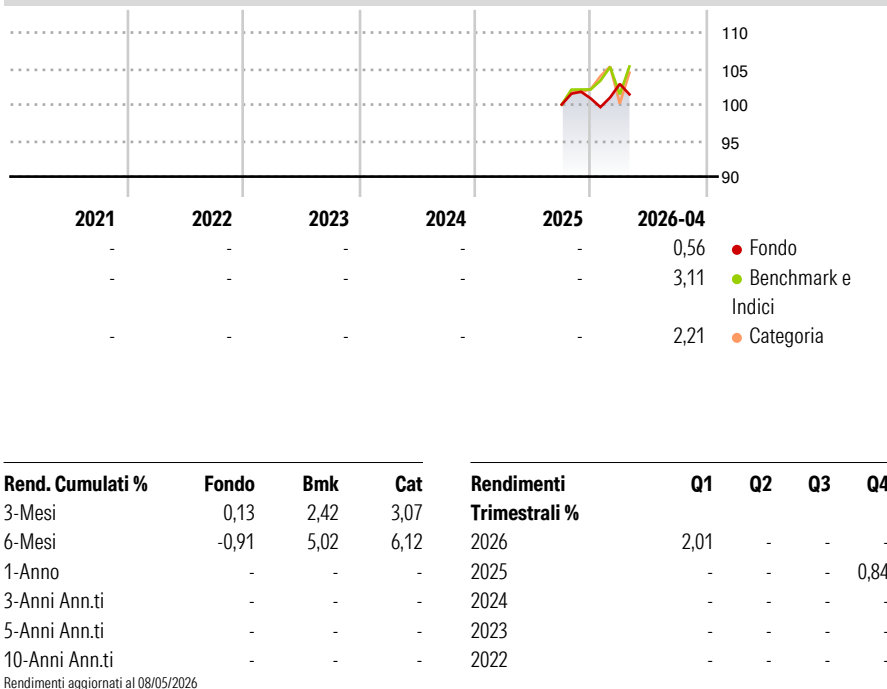 110
105
100
95
90
2021 2022 2023 2024 2025 2026-04
- - - - - 0,56 Fondo
- - - - - 3,11 Benchmark e
Indici
- - - - - 2,21 Categoria
Rend. Cumulati % Fondo Bmk Cat
3-Mesi 0,13 2,42 3,07
6-Mesi -0,91 5,02 6,12
1-Anno - - -
3-Anni Ann.ti - - -
5-Anni Ann.ti - - -
10-Anni Ann.ti - - -
Rendimenti aggiornati al 08/05/2026
Rendimenti Q1 Q2 Q3 Q4
Trimestrali %
2026 2,01 - - -
2025 - - - 0,84
2024 - - - -
2023 - - - -
2022 - - - -